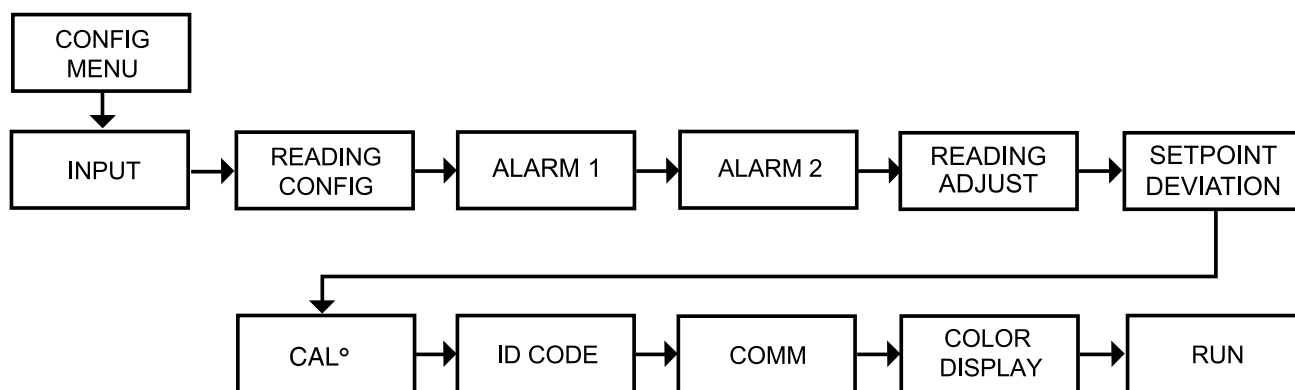 CONFIG
MENU
INPUT
READING
CONFIG
ALARM 1
ALARM 2
READING
ADJUST
SETPOINT
DEVIATION
CALº
ID CODE
COMM
COLOR
DISPLAY
RUN